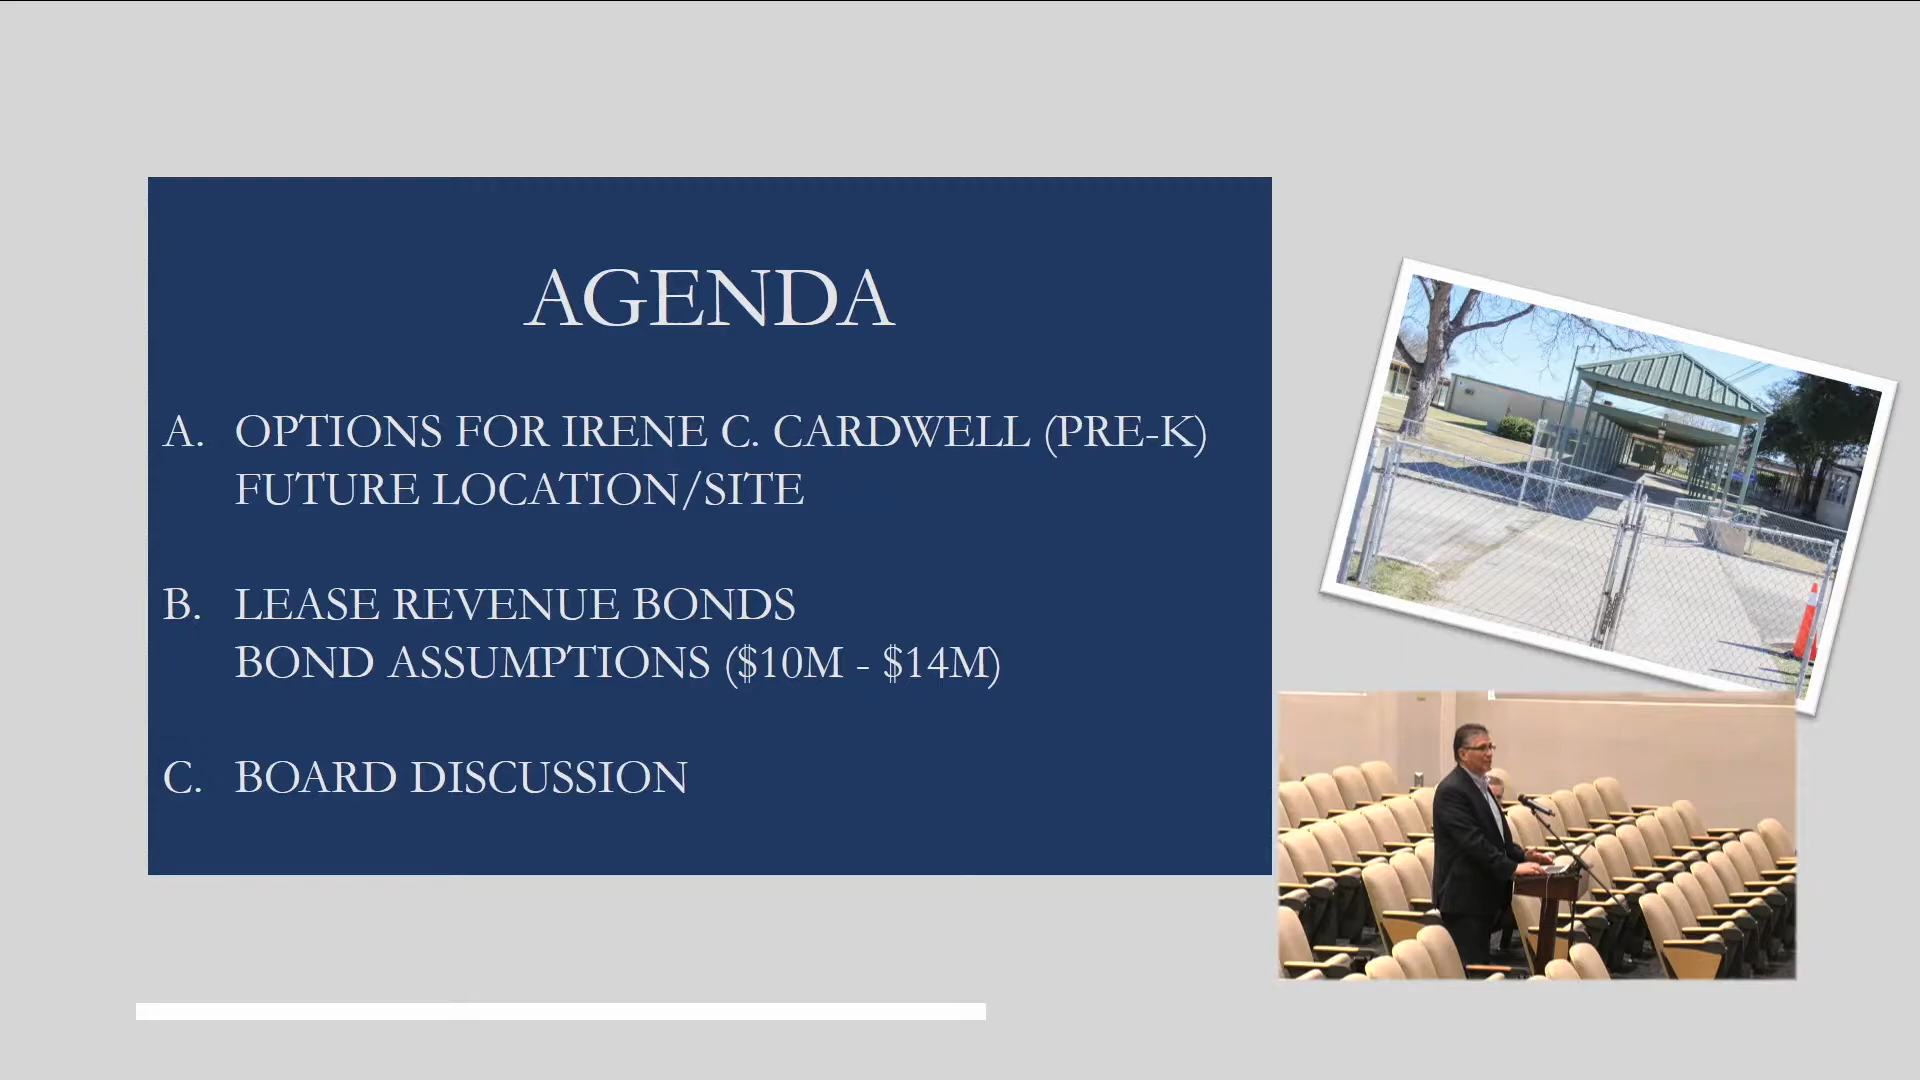 AGENDA
A. OPTIONS FOR IRENE C. CARDWELL (PRE-K)
FUTURE LOCATION/SITE
B. LEASE REVENUE BONDS
BOND ASSUMPTIONS ($10M - $14M)
C. BOARD DISCUSSION